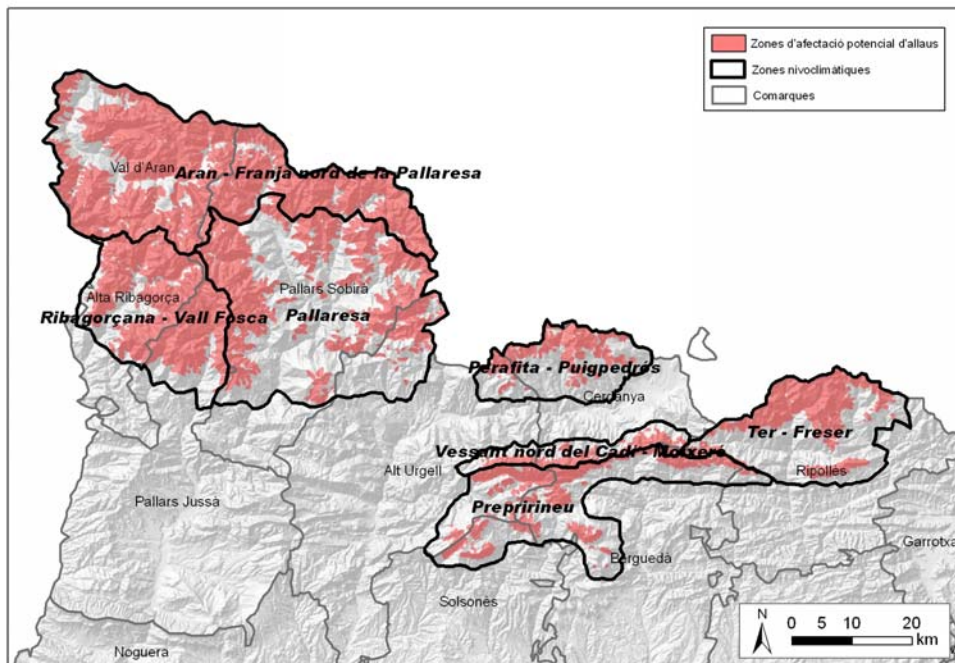 Zones d'afectació potencial d'allaus
Zones nivoclimàtiques
Comarques
Val d'Aran
Aran - Franja nord de la Pallaresa
Pallars Sobirà
Alta Ribagorça
Ribagorçana - Vall Fosca
Pallaresa
Perafita - Puigpedrós
Cerdanya
Ter - Freser
Vessant nord del Cadí - Moixeró
Alt Urgell
Ripollès
Pallars Jussà
Prepririneu
Garrotxa
Berguedà
Solsonès
Noguera
N
0 5 10 20
km